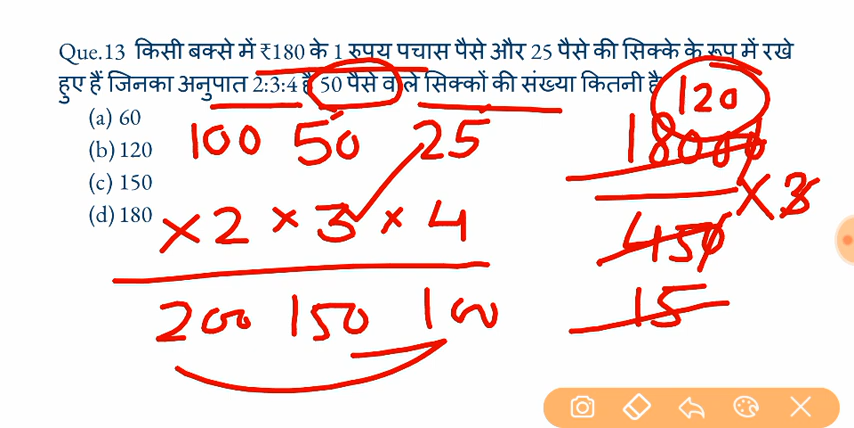 Que.13 किसी बक्से में ₹180 के 1 रुपय पचास पैसे और 25 पैसे की सिक्के के रूप में रखे
हुए हैं जिनका अनुपात 2:3:4 है 50 पैसे वाले सिक्कों की संख्या कितनी है
120
(a) 60
100 50 25
18000
(b) 120
(c) 150
× 3
(d) 180
× 2 × 3 × 4
450
200 150 100
15